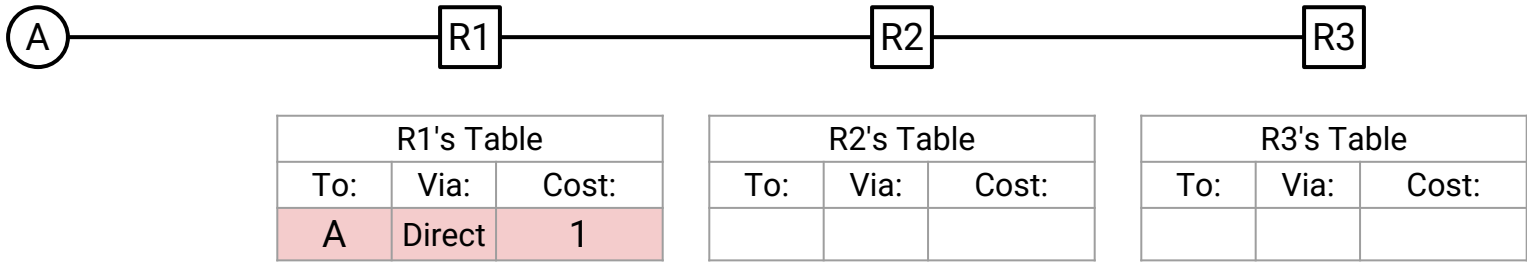 A R1 R2 R3
R1's Table R2's Table R3's Table
To: Via: Cost: To: Via: Cost: To: Via: Cost:
A Direct 1